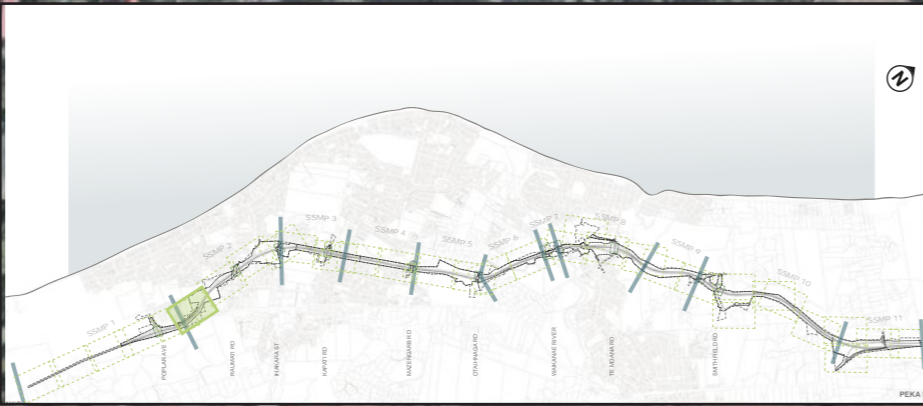 N
SSMP 1
SSMP 2
SSMP 3
SSMP 4
SSMP 5
SSMP 6
SSMP 7
SSMP 8
SSMP 9
SSMP 10
SSMP 11
POPLAR AVE
RAUMATI RD
IHAKARA ST
KAPITI RD
MAZENGARB RD
OTAIHANGA RD
WAIKANAE RIVER
TE MOANA RD
SMITHFIELD RD
PEKA